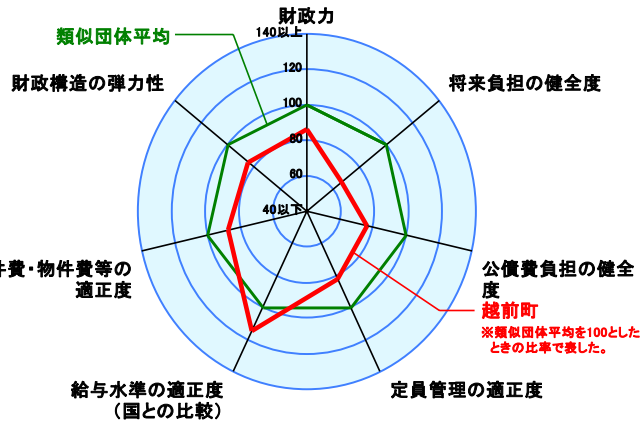 財政力
140以上
類似団体平均
120
財政構造の弾力性
将来負担の健全度
100
80
60
40以下
件費・物件費等の
適正度
公債費負担の健全
度
越前町
※類似団体平均を100とした
ときの比率で表した。
給与水準の適正度
(国との比較)
定員管理の適正度